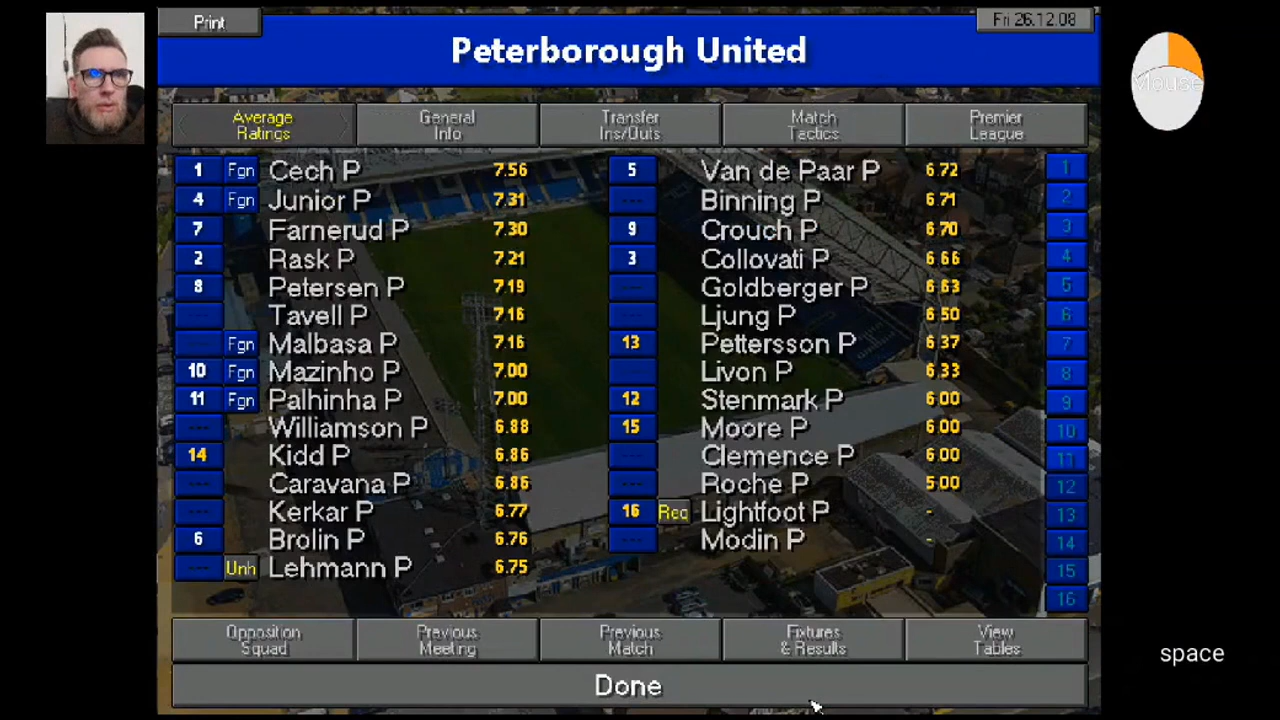 Print
Fri 26.12.08
Peterborough United
Mouse
Average Ratings
General Info
Transfer Ins/Outs
Match Tactics
Premier League
1 Fgn Cech P 7.56
4 Fgn Junior P 7.31
7 Farnerud P 7.30
2 Rask P 7.21
8 Petersen P 7.19
--- Tavell P 7.16
--- Fgn Malbasa P 7.16
10 Fgn Mazinho P 7.00
11 Fgn Palhinha P 7.00
--- Williamson P 6.88
14 Kidd P 6.86
--- Caravana P 6.86
--- Kerkar P 6.77
6 Brolin P 6.76
--- Unh Lehmann P 6.75
5 Van de Paar P 6.72
--- Binning P 6.71
9 Crouch P 6.70
3 Collovati P 6.66
--- Goldberger P 6.63
--- Ljung P 6.50
13 Pettersson P 6.37
--- Livon P 6.33
12 Stenmark P 6.00
15 Moore P 6.00
--- Clemence P 6.00
--- Roche P 5.00
16 Req Lightfoot P -
--- Modin P -
1
2
3
4
5
6
7
8
9
10
11
12
13
14
15
16
Opposition Squad
Previous Meeting
Previous Match
Fixtures & Results
View Tables
Done
space